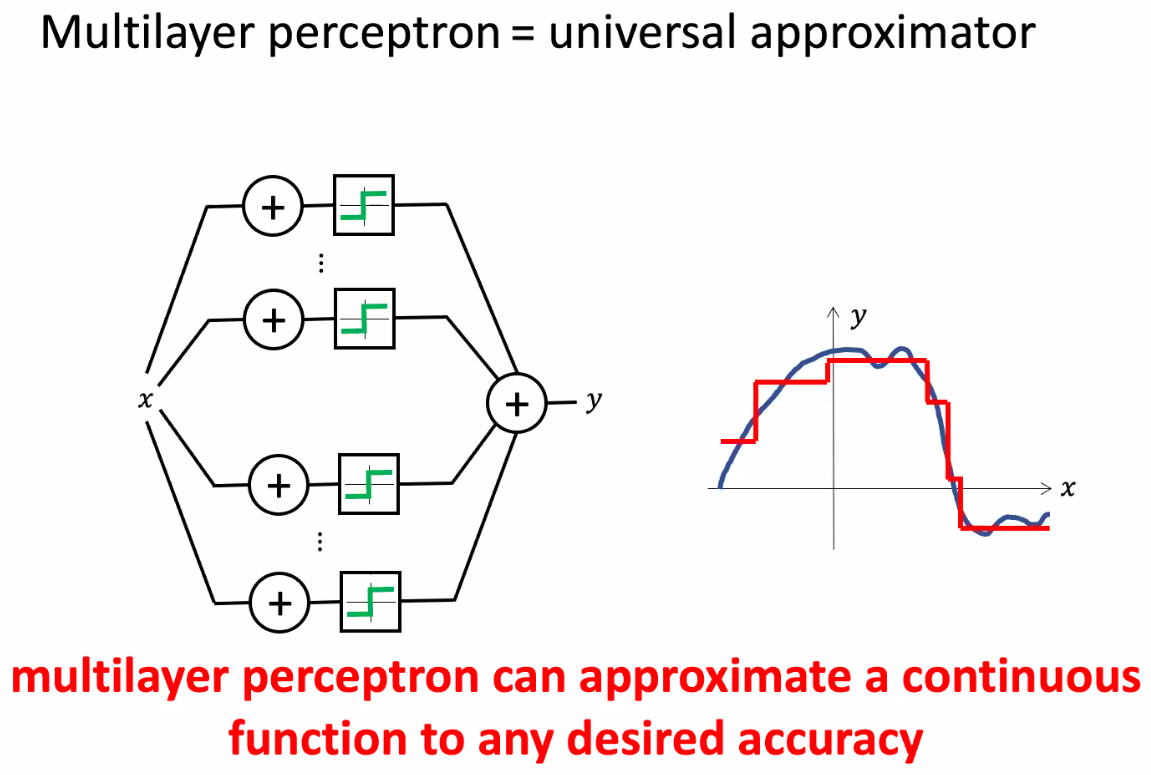 Multilayer perceptron = universal approximator
+
⋮
+
x
+
y
+
⋮
+
y
x
multilayer perceptron can approximate a continuous
function to any desired accuracy